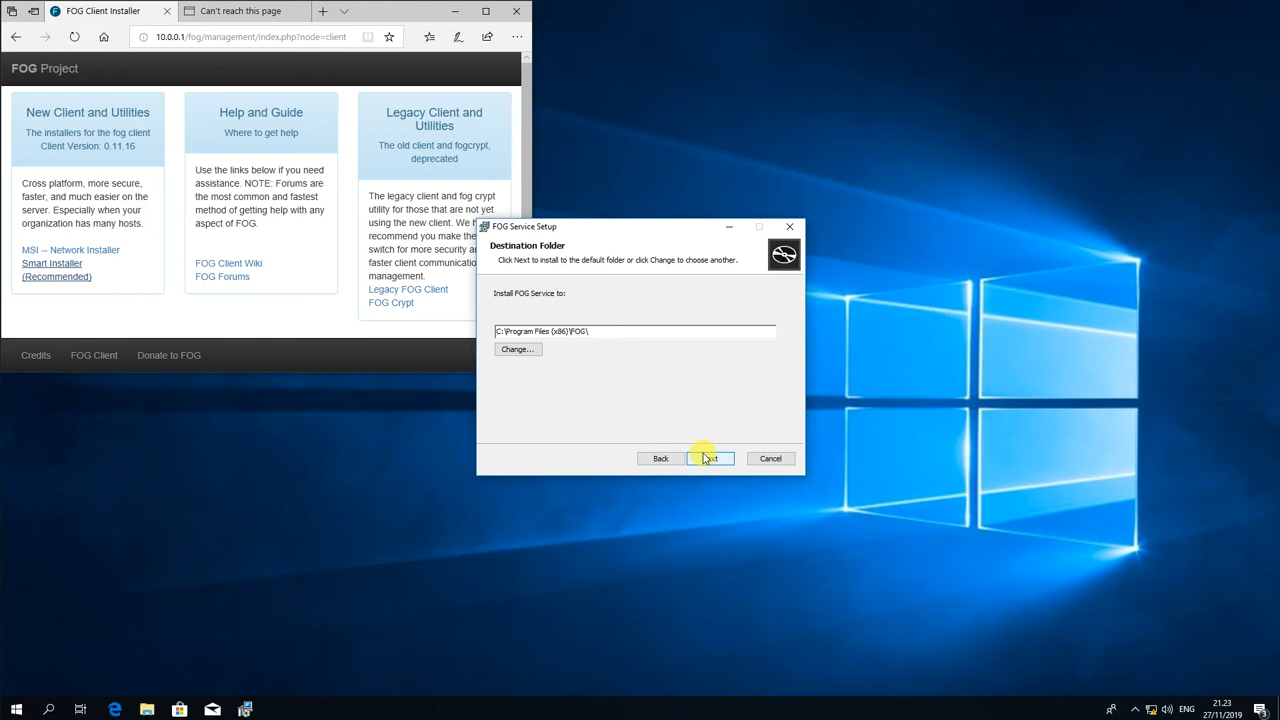 FOG Client Installer
Can't reach this page
10.0.0.1/fog/management/index.php?node=client
FOG Project
New Client and Utilities
The installers for the fog client
Client Version: 0.11.16
Cross platform, more secure,
faster, and much easier on the
server. Especially when your
organization has many hosts.
MSI -- Network Installer
Smart Installer
(Recommended)
Help and Guide
Where to get help
Use the links below if you need
assistance. NOTE: Forums are
the most common and fastest
method of getting help with any
aspect of FOG.
FOG Client Wiki
FOG Forums
Legacy Client and
Utilities
The old client and fogcrypt,
deprecated
The legacy client and fog crypt
utility for those that are not yet
using the new client. We h
recommend you make the
switch for more security a
faster client communicatio
management.
Legacy FOG Client
FOG Crypt
Credits
FOG Client
Donate to FOG
FOG Service Setup
Destination Folder
Click Next to install to the default folder or click Change to choose another.
Install FOG Service to:
C:\Program Files (x86)\FOG\
Change...
Back
Cancel
ENG
21.23
27/11/2019
3